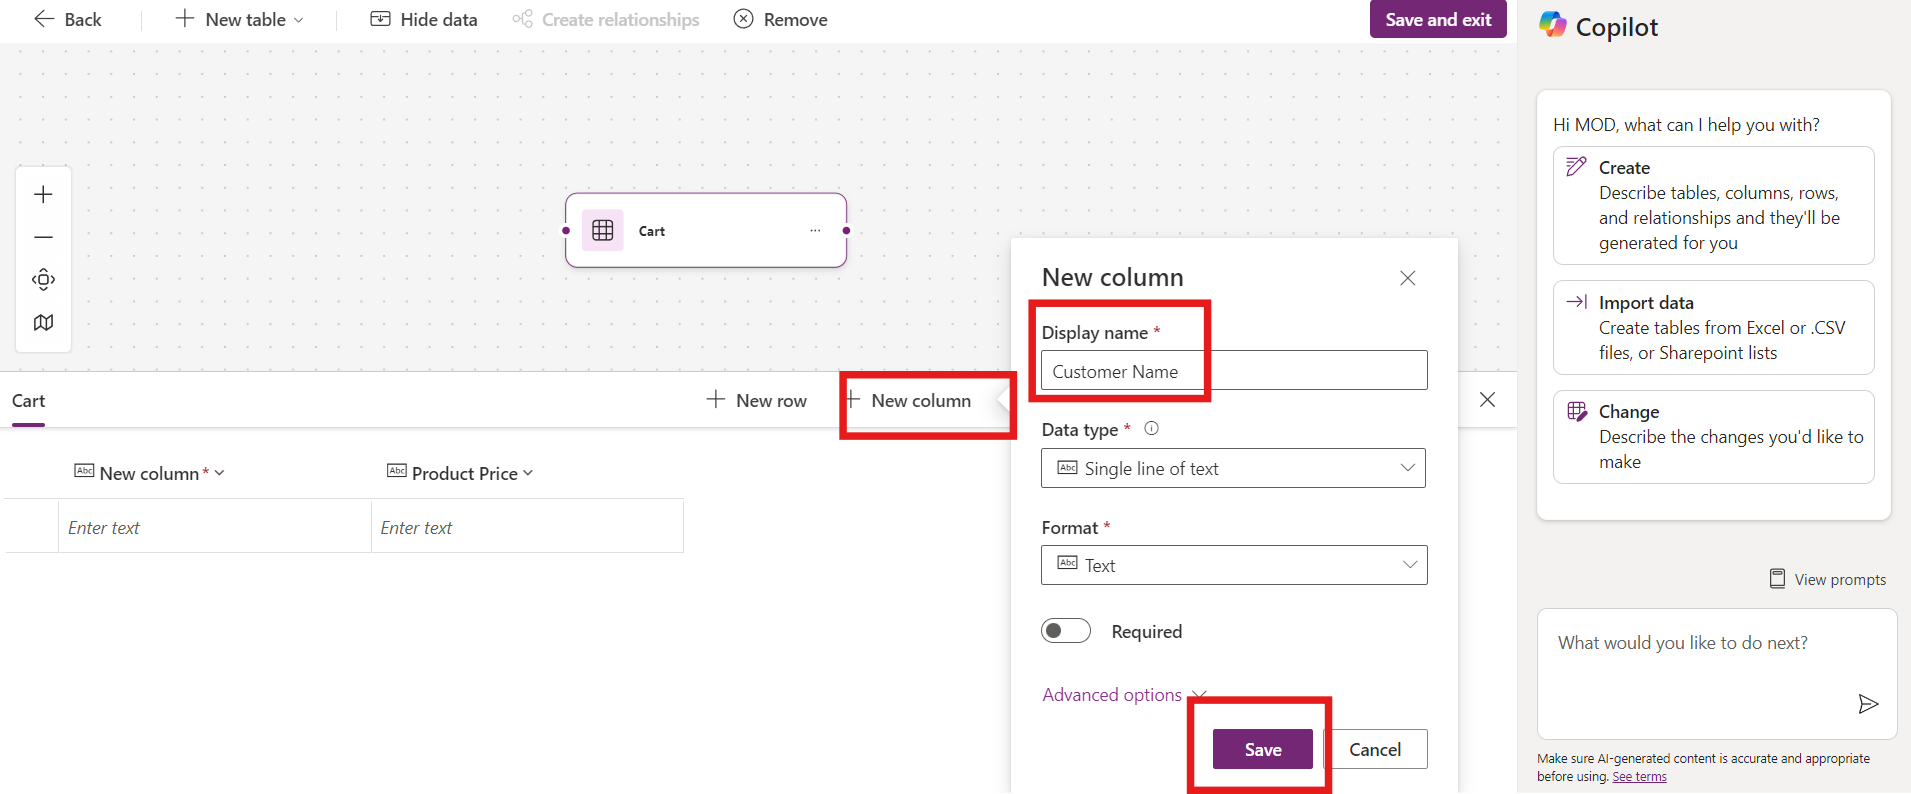 Back
New table
Hide data
Create relationships
Remove
Save and exit
Copilot
Hi MOD, what can I help you with?
Create
Describe tables, columns, rows,
and relationships and they'll be
generated for you
Import data
Create tables from Excel or .CSV
files, or Sharepoint lists
Change
Describe the changes you'd like to
make
View prompts
What would you like to do next?
Make sure AI-generated content is accurate and appropriate
before using. See terms
Cart
...
Cart
New row
New column
Abc New column *
Abc Product Price
Enter text
Enter text
New column
Display name *
Customer Name
Data type *
Abc Single line of text
Format *
Abc Text
Required
Advanced options
Save
Cancel